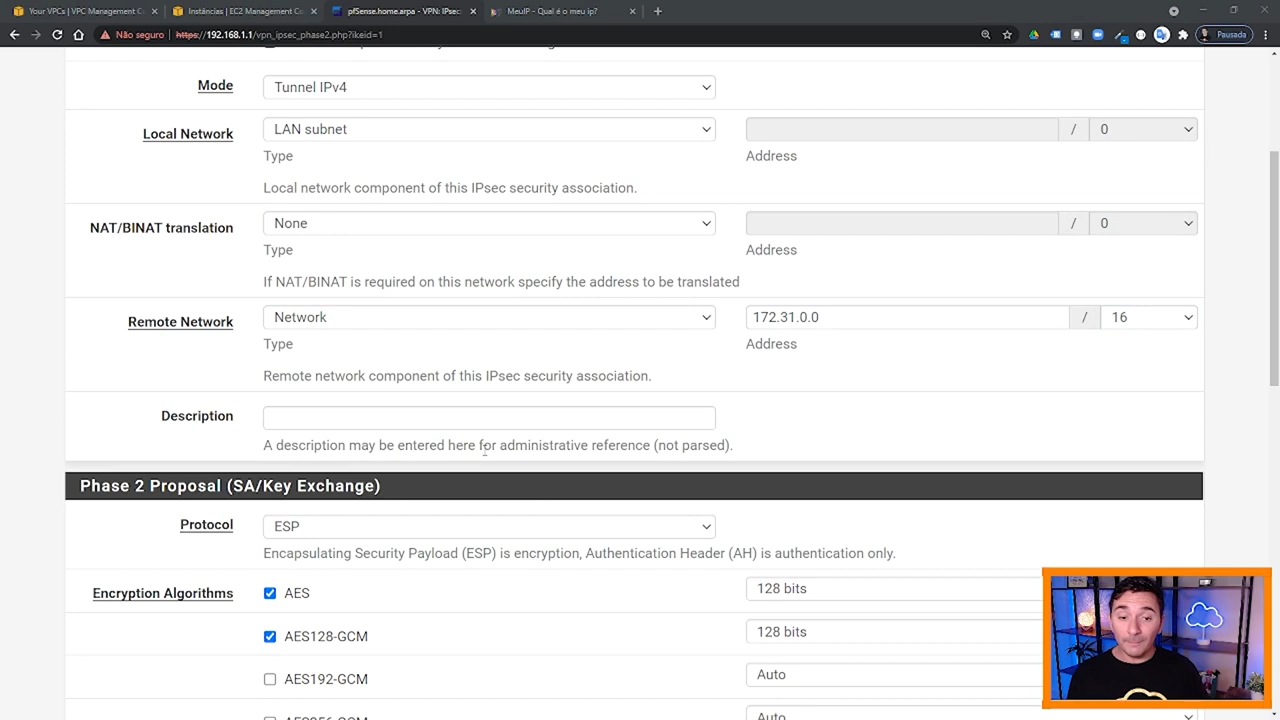 Your VPCs | VPC Management C
Instâncias | EC2 Management Co
pfSense.home.arpa - VPN: IPsec
MeuIP - Qual é o meu ip?
Não seguro
https://192.168.1.1/vpn_ipsec_phase2.php?ikeid=1
Pausada
Mode
Tunnel IPv4
Local Network
LAN subnet
/
0
Type
Address
Local network component of this IPsec security association.
NAT/BINAT translation
None
/
0
Type
Address
If NAT/BINAT is required on this network specify the address to be translated
Remote Network
Network
172.31.0.0
/
16
Type
Address
Remote network component of this IPsec security association.
Description
A description may be entered here for administrative reference (not parsed).
Phase 2 Proposal (SA/Key Exchange)
Protocol
ESP
Encapsulating Security Payload (ESP) is encryption, Authentication Header (AH) is authentication only.
Encryption Algorithms
AES
128 bits
AES128-GCM
128 bits
AES192-GCM
Auto
AES256-GCM
Auto